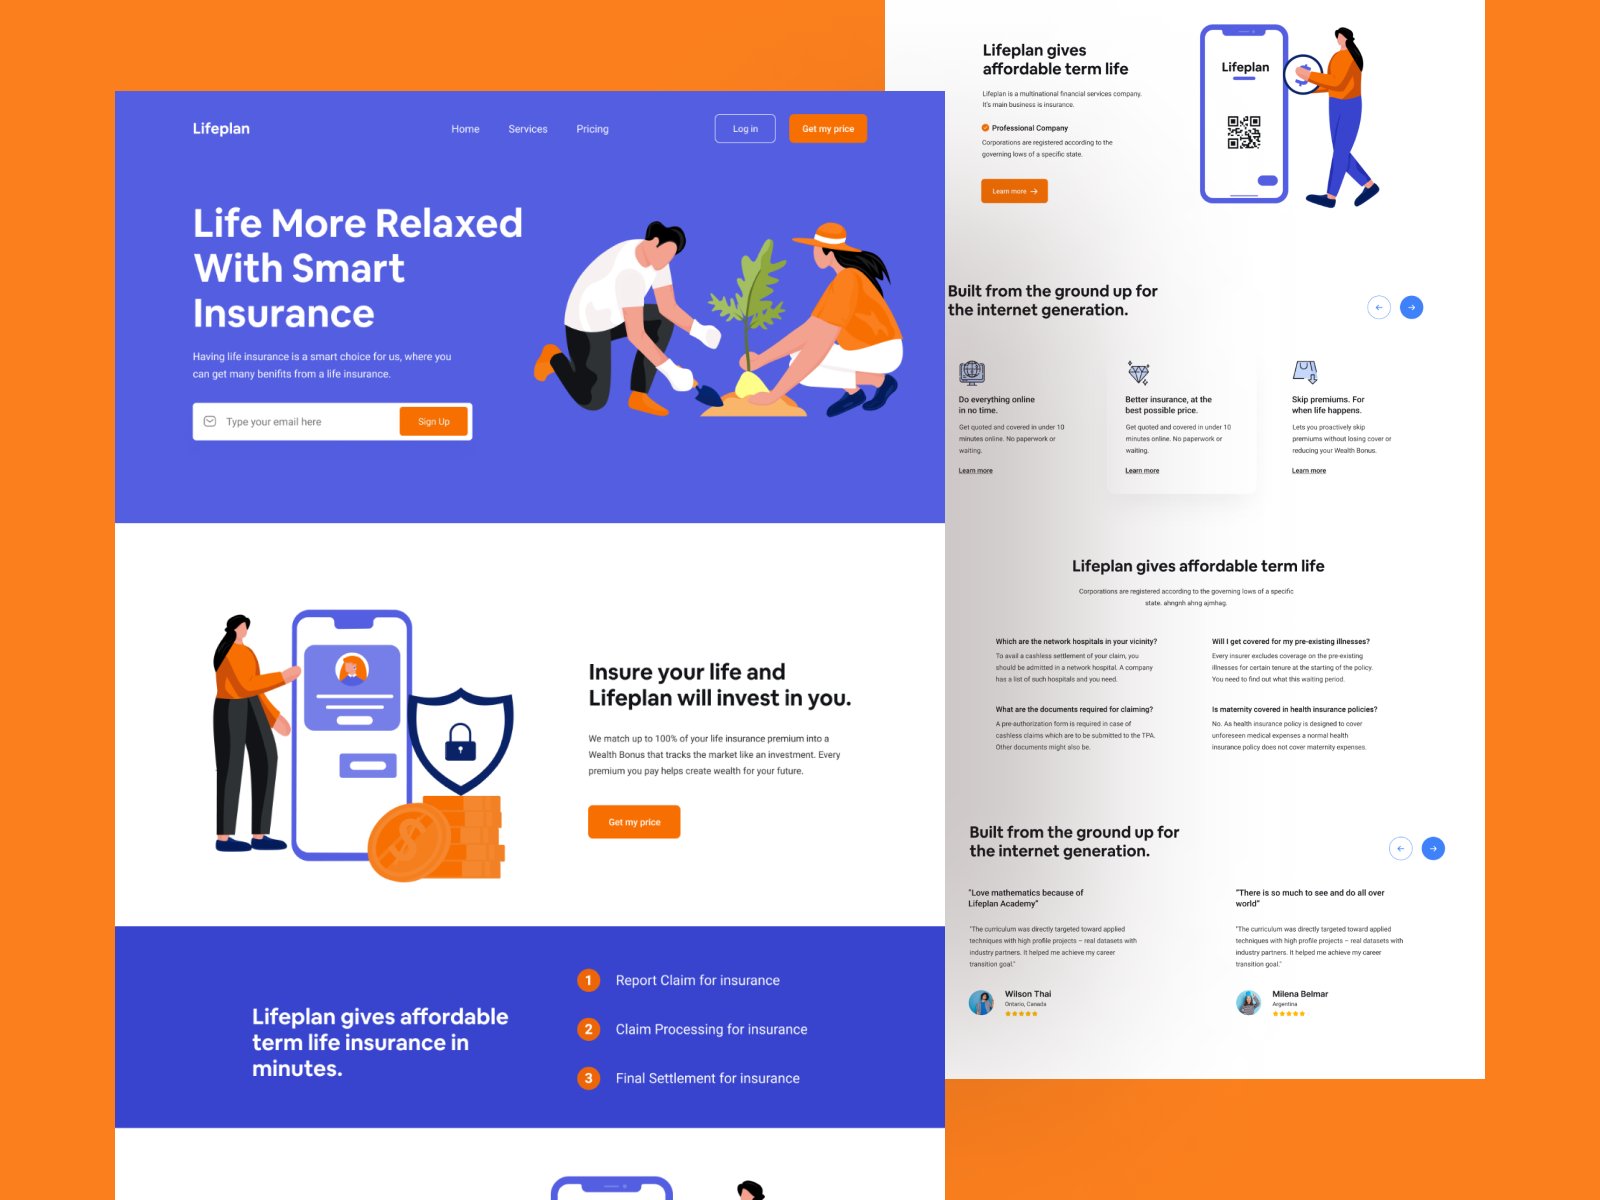 Lifeplan
Home
Services
Pricing
Log in
Get my price
Life More Relaxed
With Smart
Insurance
Having life insurance is a smart choice for us, where you
can get many benifits from a life insurance.
Type your email here
Sign Up
Insure your life and
Lifeplan will invest in you.
We match up to 100% of your life insurance premium into a
Wealth Bonus that tracks the market like an investment. Every
premium you pay helps create wealth for your future.
Get my price
Lifeplan gives affordable
term life insurance in
minutes.
1 Report Claim for insurance
2 Claim Processing for insurance
3 Final Settlement for insurance
Lifeplan gives
affordable term life
Lifeplan is a multinational financial services company.
It's main business is insurance.
Professional Company
Corporations are registered according to the
governing lows of a specific state.
Learn more →
Lifeplan
$
Built from the ground up for
the internet generation.
Do everything online
in no time.
Get quoted and covered in under 10
minutes online. No paperwork or
waiting.
Learn more
Better insurance, at the
best possible price.
Get quoted and covered in under 10
minutes online. No paperwork or
waiting.
Learn more
Skip premiums. For
when life happens.
Lets you proactively skip
premiums without losing cover or
reducing your Wealth Bonus.
Learn more
Lifeplan gives affordable term life
Corporations are registered according to the governing lows of a specific
state. ahngnh ahng ajmhag.
Which are the network hospitals in your vicinity?
To avail a cashless settlement of your claim, you
should be admitted in a network hospital. A company
has a list of such hospitals and you need.
Will I get covered for my pre-existing illnesses?
Every insurer excludes coverage on the pre-existing
illnesses for certain tenure at the starting of the policy.
You need to find out what this waiting period.
What are the documents required for claiming?
A pre-authorization form is required in case of
cashless claims which are to be submitted to the TPA.
Other documents might also be.
Is maternity covered in health insurance policies?
No. As health insurance policy is designed to cover
unforeseen medical expenses a normal health
insurance policy does not cover maternity expenses.
Built from the ground up for
the internet generation.
"Love mathematics because of
Lifeplan Academy"
"The curriculum was directly targeted toward applied
techniques with high profile projects – real datasets with
industry partners. It helped me achieve my career
transition goal."
Wilson Thai
Ontario, Canada
"There is so much to see and do all over
world"
"The curriculum was directly targeted toward applied
techniques with high profile projects – real datasets with
industry partners. It helped me achieve my career
transition goal."
Milena Belmar
Argentina